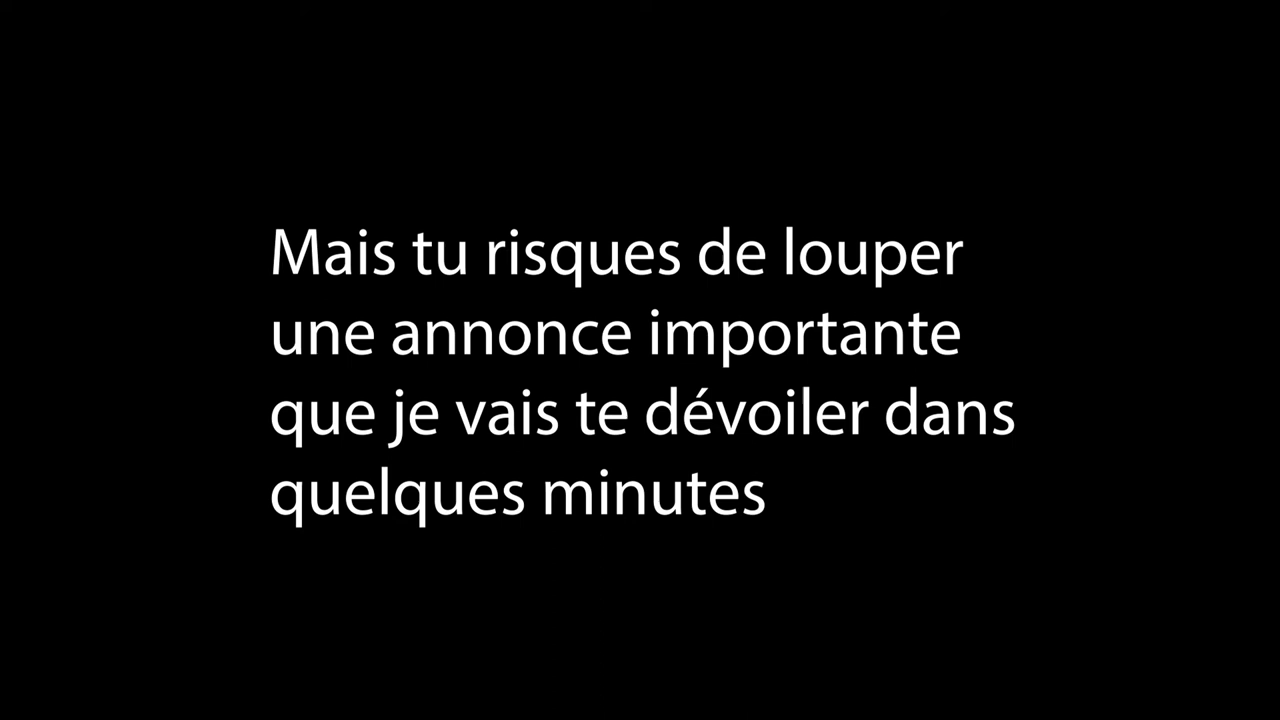 Mais tu risques de louper
une annonce importante
que je vais te dévoiler dans
quelques minutes